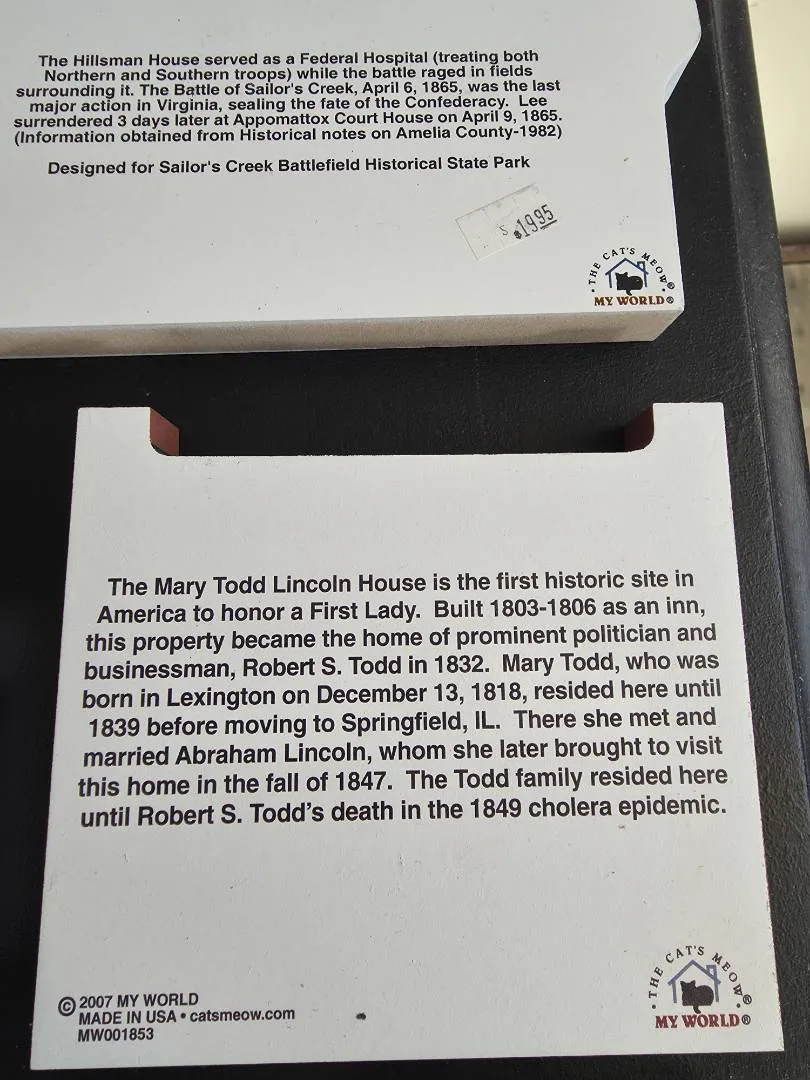 The Hillsman House served as a Federal Hospital (treating both
Northern and Southern troops) while the battle raged in fields
surrounding it. The Battle of Sailor's Creek, April 6, 1865, was the last
major action in Virginia, sealing the fate of the Confederacy. Lee
surrendered 3 days later at Appomattox Court House on April 9, 1865.
(Information obtained from Historical notes on Amelia County-1982)
Designed for Sailor's Creek Battlefield Historical State Park
S $1995
• THE CAT'S MEOW • ®
MY WORLD®
The Mary Todd Lincoln House is the first historic site in
America to honor a First Lady. Built 1803-1806 as an inn,
this property became the home of prominent politician and
businessman, Robert S. Todd in 1832. Mary Todd, who was
born in Lexington on December 13, 1818, resided here until
1839 before moving to Springfield, IL. There she met and
married Abraham Lincoln, whom she later brought to visit
this home in the fall of 1847. The Todd family resided here
until Robert S. Todd's death in the 1849 cholera epidemic.
© 2007 MY WORLD
MADE IN USA • catsmeow.com
MW001853
• THE CAT'S MEOW • ®
MY WORLD®